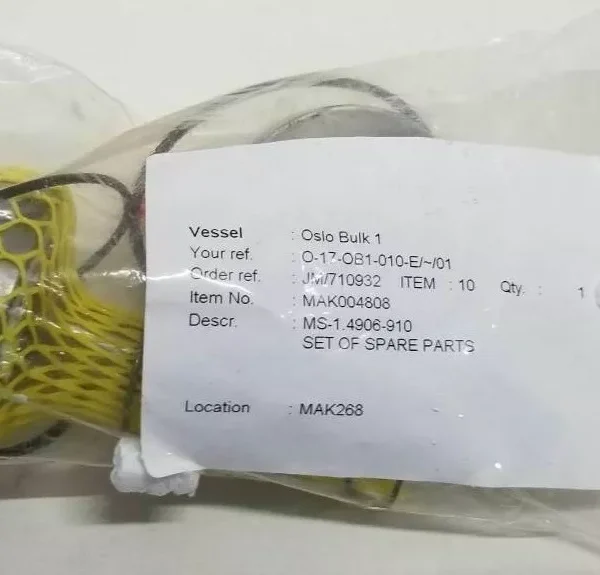 Vessel : Oslo Bulk 1
Your ref. : O-17-OB1-010-E/~/01
Order ref. : JM/710932 ITEM : 10 Qty. : 1
Item No. : MAK004808
Descr. : MS-1.4906-910
SET OF SPARE PARTS
Location : MAK268